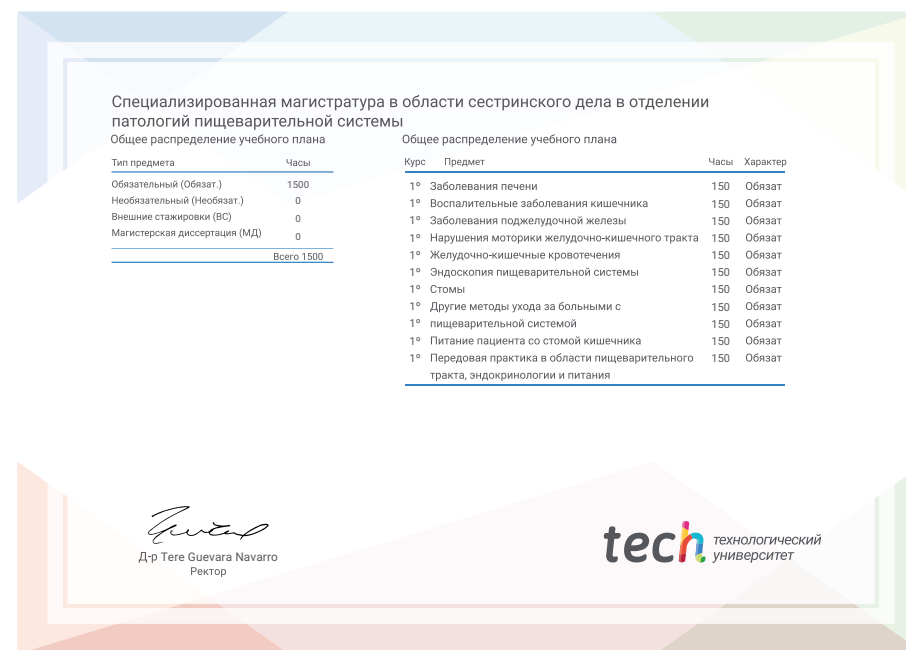 Специализированная магистратура в области сестринского дела в отделении
патологий пищеварительной системы
Общее распределение учебного плана
Тип предмета Часы
Обязательный (Обязат.) 1500
Необязательный (Необязат.) 0
Внешние стажировки (ВС) 0
Магистерская диссертация (МД) 0
Всего 1500
Общее распределение учебного плана
Курс Предмет Часы Характер
1º Заболевания печени 150 Обязат
1º Воспалительные заболевания кишечника 150 Обязат
1º Заболевания поджелудочной железы 150 Обязат
1º Нарушения моторики желудочно-кишечного тракта 150 Обязат
1º Желудочно-кишечные кровотечения 150 Обязат
1º Эндоскопия пищеварительной системы 150 Обязат
1º Стомы 150 Обязат
1º Другие методы ухода за больными с 150 Обязат
1º пищеварительной системой 150 Обязат
1º Питание пациента со стомой кишечника 150 Обязат
1º Передовая практика в области пищеварительного 150 Обязат
тракта, эндокринологии и питания
Д-р Tere Guevara Navarro
Ректор
tech технологический
университет